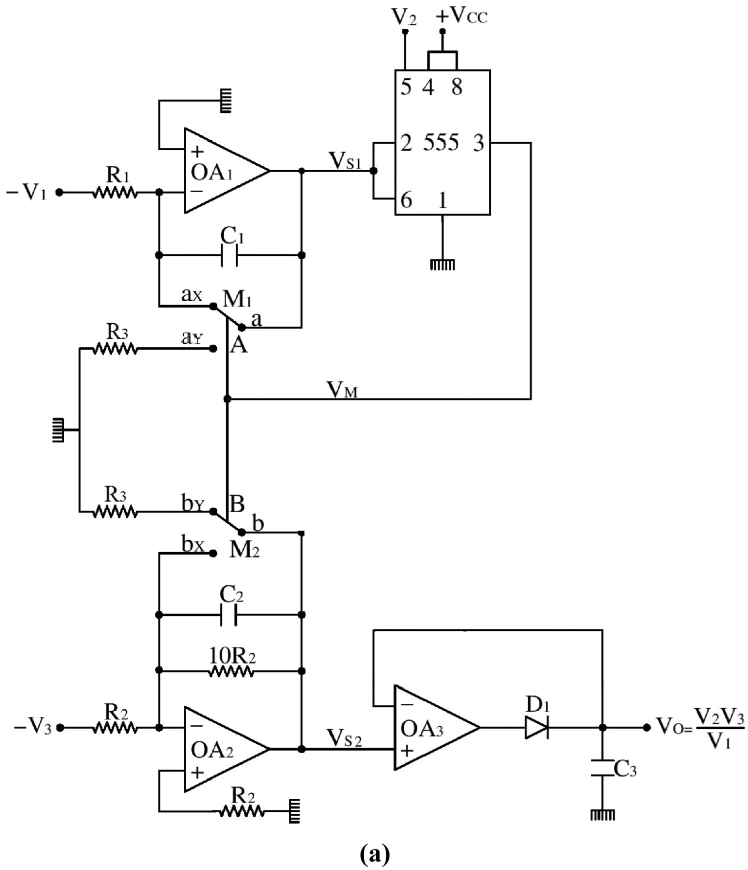 V2 +VCC
5 4 8
2 555 3
6 1
+
OA1
−
VS1
−V1
R1
C1
aX M1
a
R3
aY A
VM
R3
bY B
b
bX
M2
C2
10R2
−V3
R2
−
OA2
+
VS2
R2
−
OA3
+
D1
VO= V2V3
V1
C3
(a)